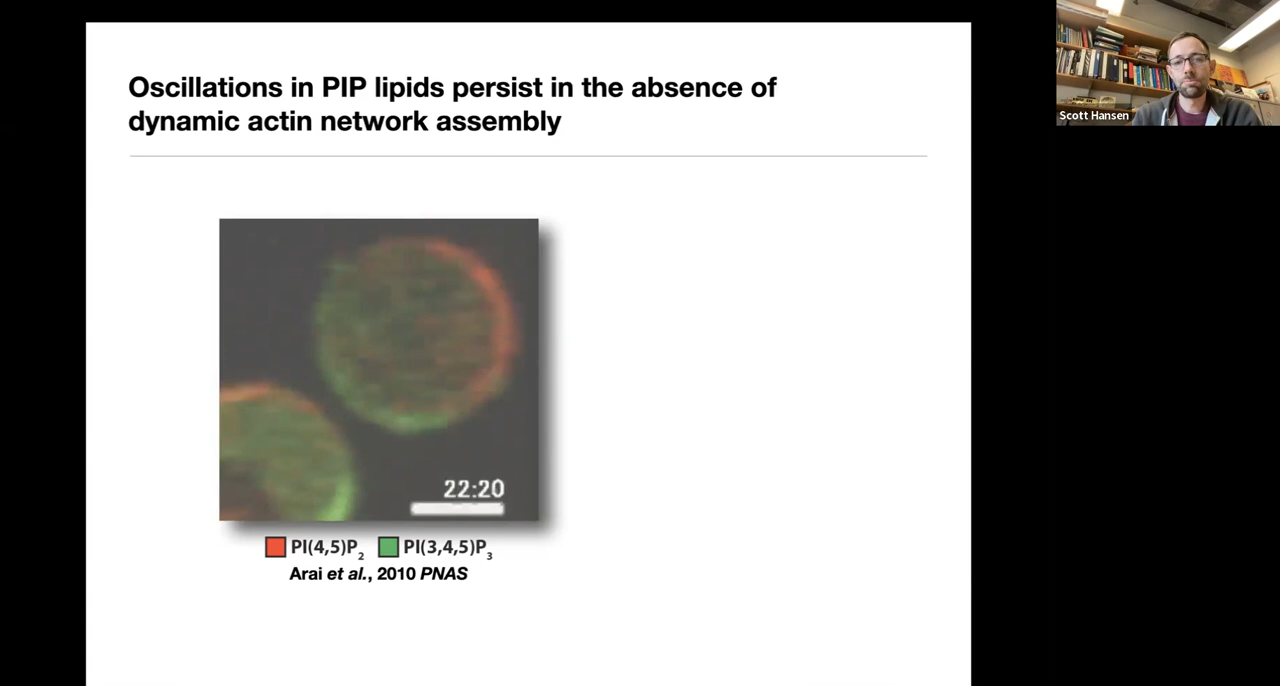 Oscillations in PIP lipids persist in the absence of
dynamic actin network assembly
Scott Hansen
22:20
PI(4,5)P₂ PI(3,4,5)P₃
Arai et al., 2010 PNAS